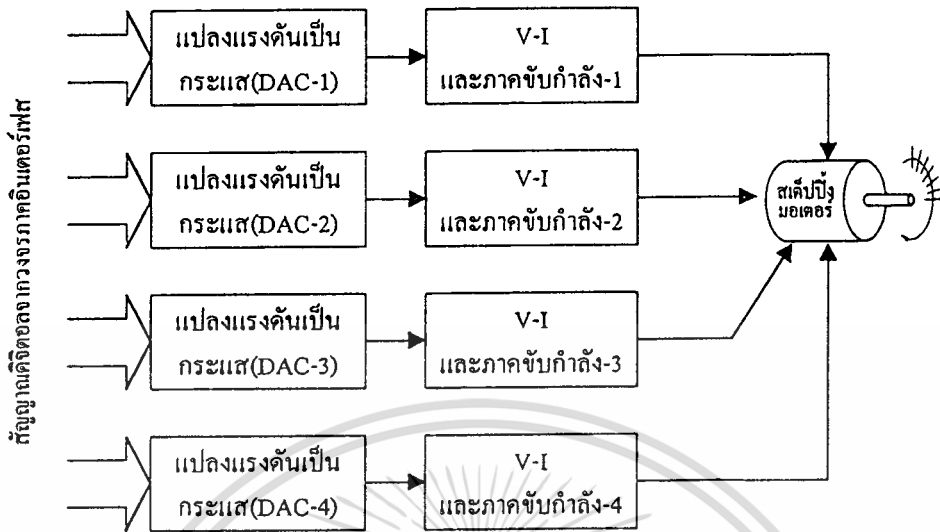 สัญญาณดิจิตอลจากวงจรภาคอินเตอร์เฟส
แปลงแรงดันเป็น
กระแส(DAC-1)
V-I
และภาคขับกำลัง-1
แปลงแรงดันเป็น
กระแส(DAC-2)
V-I
และภาคขับกำลัง-2
สเต็ปปิ้ง
มอเตอร์
แปลงแรงดันเป็น
กระแส(DAC-3)
V-I
และภาคขับกำลัง-3
แปลงแรงดันเป็น
กระแส(DAC-4)
V-I
และภาคขับกำลัง-4